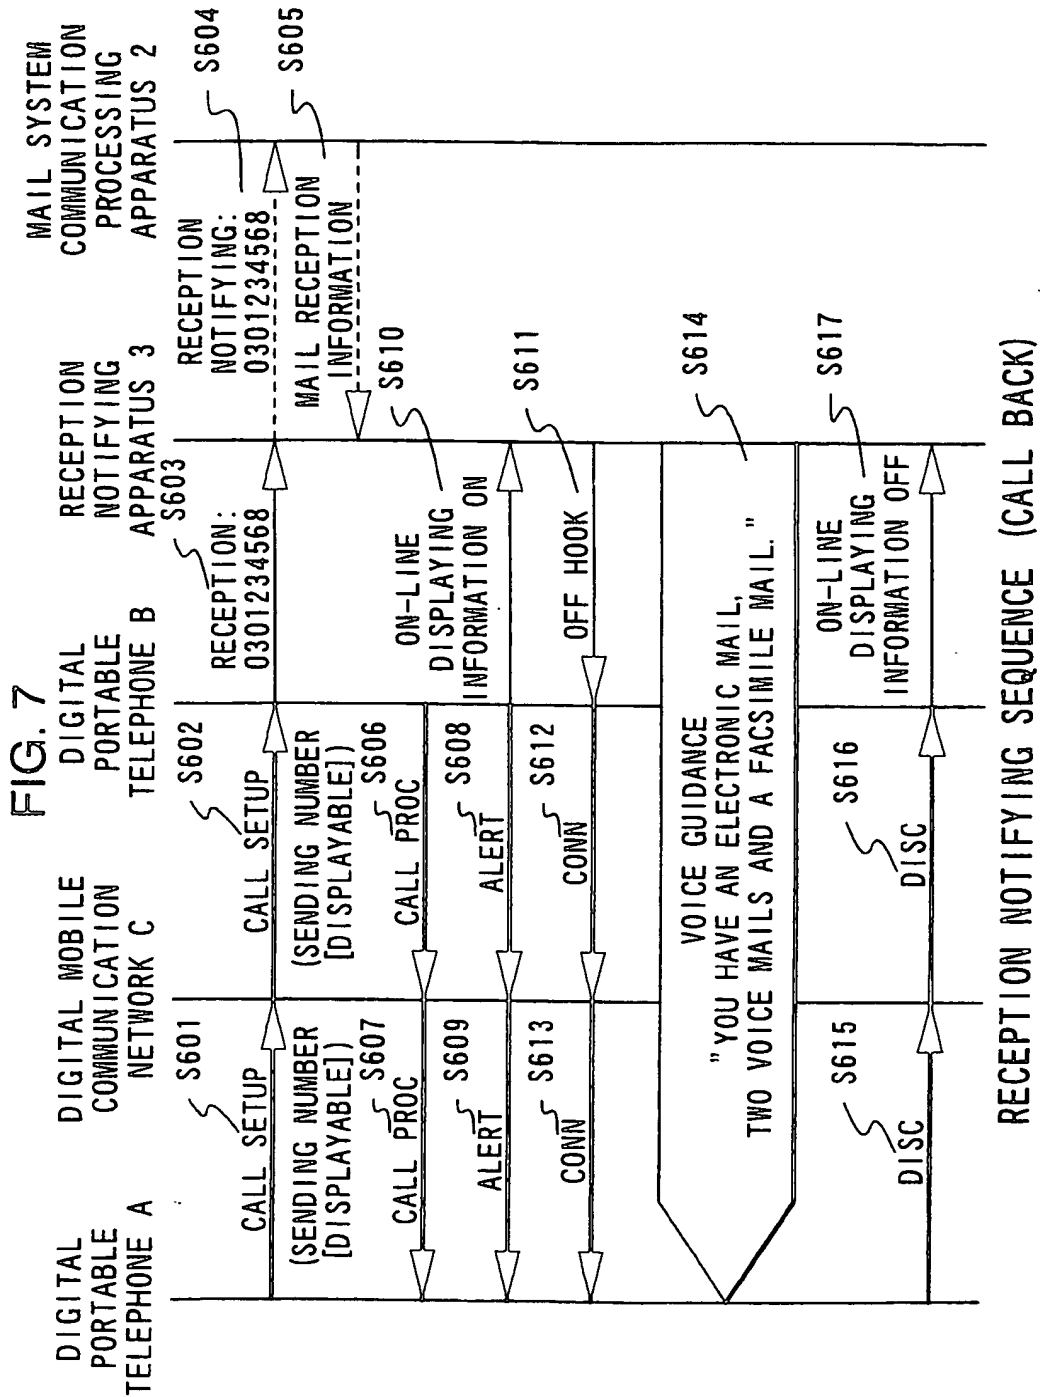 FIG. 7
DIGITAL
PORTABLE
TELEPHONE A
DIGITAL MOBILE
COMMUNICATION
NETWORK C
DIGITAL
PORTABLE
TELEPHONE B
RECEPTION
NOTIFYING
APPARATUS 3
MAIL SYSTEM
COMMUNICATION
PROCESSING
APPARATUS 2
S601
CALL SETUP
(SENDING NUMBER
[DISPLAYABLE])
S602
CALL SETUP
(SENDING NUMBER
[DISPLAYABLE])
S603
RECEPTION:
0301234568
RECEPTION
NOTIFYING:
0301234568
S604
MAIL RECEPTION
INFORMATION
S605
S607
CALL PROC
S606
CALL PROC
S609
ALERT
S608
ALERT
ON-LINE
DISPLAYING
INFORMATION ON
S610
S613
CONN
S612
CONN
OFF HOOK
S611
VOICE GUIDANCE
"YOU HAVE AN ELECTRONIC MAIL,
TWO VOICE MAILS AND A FACSIMILE MAIL."
S614
S615
DISC
S616
DISC
ON-LINE
DISPLAYING
INFORMATION OFF
S617
RECEPTION NOTIFYING SEQUENCE (CALL BACK)